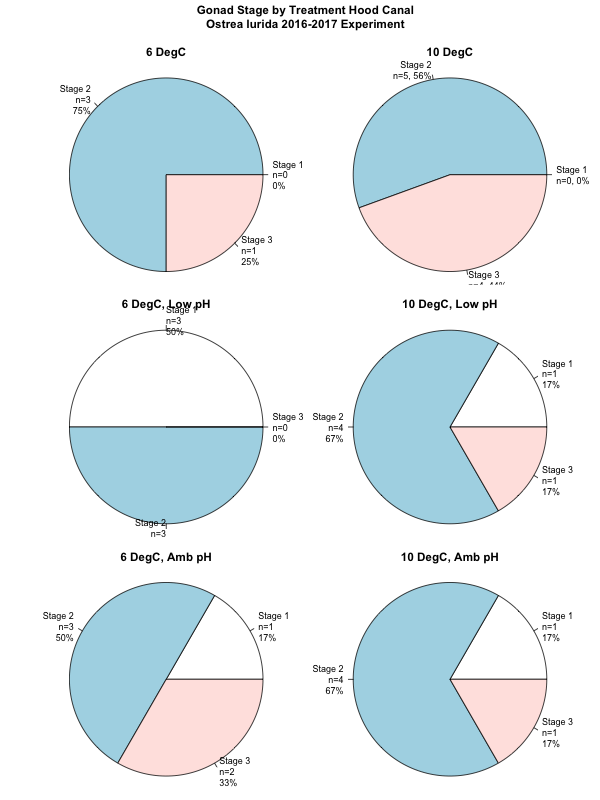 Gonad Stage by Treatment Hood Canal
Ostrea lurida 2016-2017 Experiment
6 DegC
Stage 2
n=3
75%
Stage 1
n=0
0%
Stage 3
n=1
25%
10 DegC
Stage 2
n=5, 56%
Stage 1
n=0, 0%
Stage 3
n=4, 44%
6 DegC, Low pH
Stage 1
n=3
50%
Stage 3
n=0
0%
Stage 2
n=3
10 DegC, Low pH
Stage 1
n=1
17%
Stage 2
n=4
67%
Stage 3
n=1
17%
6 DegC, Amb pH
Stage 2
n=3
50%
Stage 1
n=1
17%
Stage 3
n=2
33%
10 DegC, Amb pH
Stage 1
n=1
17%
Stage 2
n=4
67%
Stage 3
n=1
17%